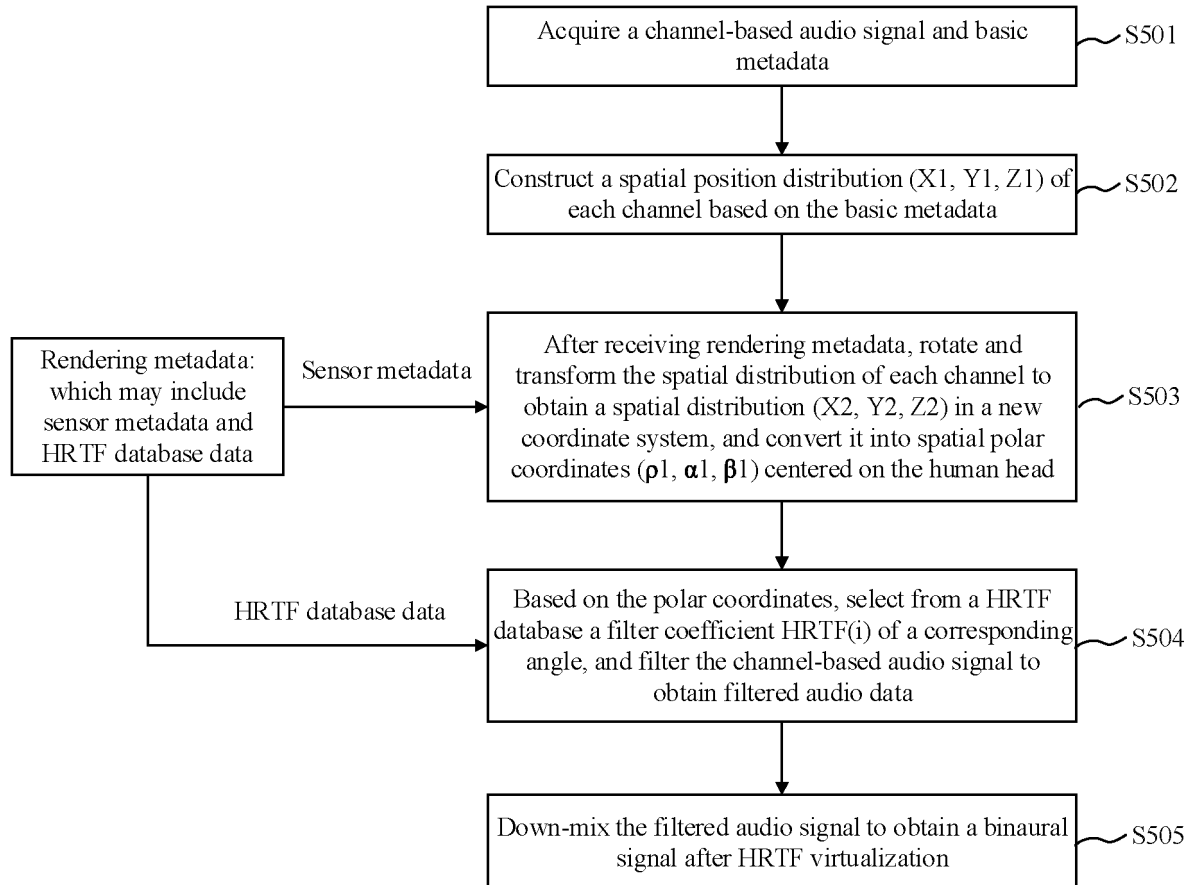 Acquire a channel-based audio signal and basic
metadata
S501
Construct a spatial position distribution (X1, Y1, Z1) of
each channel based on the basic metadata
S502
Rendering metadata:
which may include
sensor metadata and
HRTF database data
Sensor metadata
After receiving rendering metadata, rotate and
transform the spatial distribution of each channel to
obtain a spatial distribution (X2, Y2, Z2) in a new
coordinate system, and convert it into spatial polar
coordinates (ρ1, α1, β1) centered on the human head
S503
HRTF database data
Based on the polar coordinates, select from a HRTF
database a filter coefficient HRTF(i) of a corresponding
angle, and filter the channel-based audio signal to
obtain filtered audio data
S504
Down-mix the filtered audio signal to obtain a binaural
signal after HRTF virtualization
S505